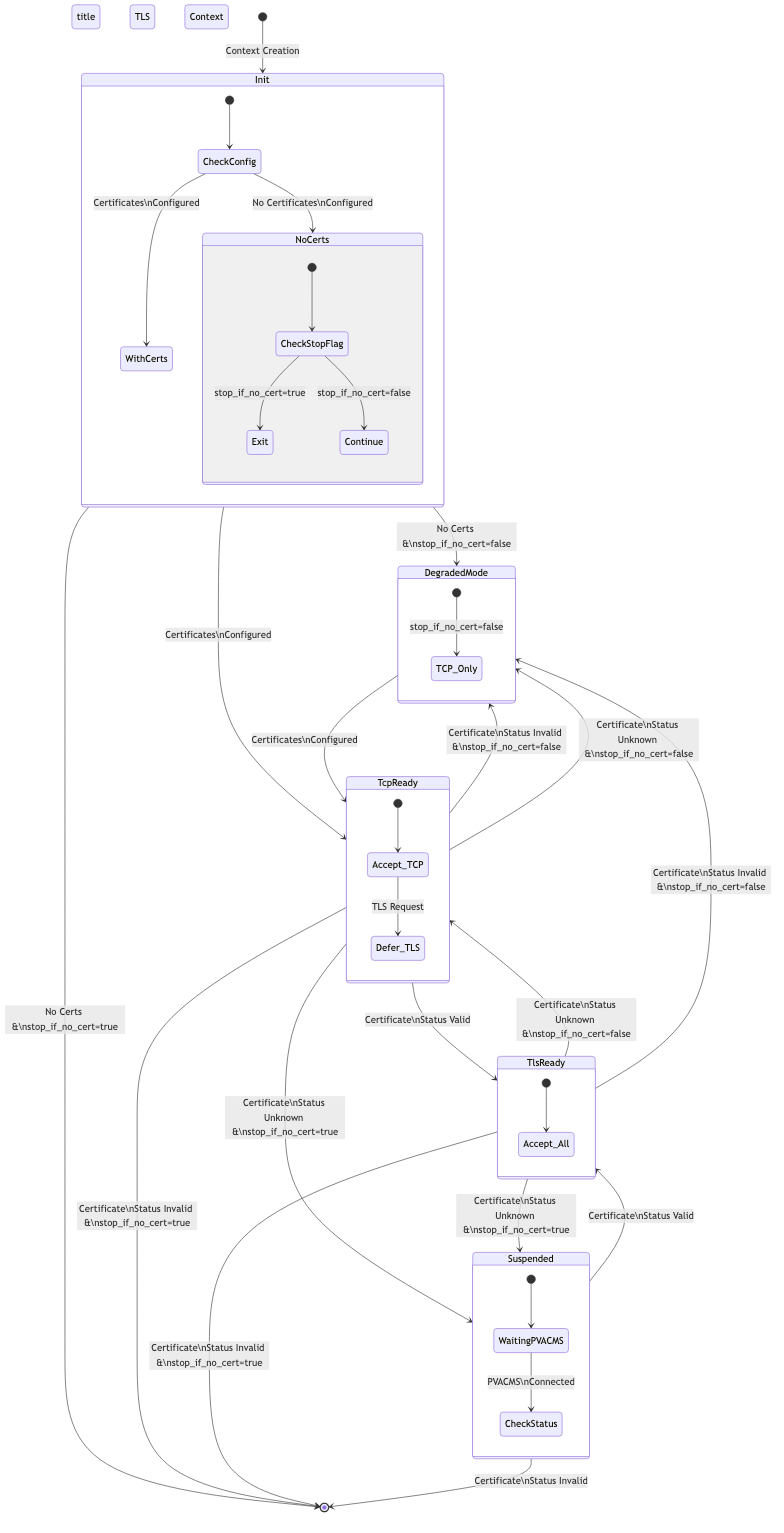 title
TLS
Context
Context Creation
Init
CheckConfig
Certificates\nConfigured
No Certificates\nConfigured
NoCerts
CheckStopFlag
WithCerts
stop_if_no_cert=true
stop_if_no_cert=false
Exit
Continue
No Certs
&\nstop_if_no_cert=false
DegradedMode
stop_if_no_cert=false
Certificates\nConfigured
TCP_Only
Certificates\nConfigured
Certificate\nStatus Invalid
&\nstop_if_no_cert=false
Certificate\nStatus
Unknown
&\nstop_if_no_cert=false
TcpReady
Accept_TCP
Certificate\nStatus Invalid
&\nstop_if_no_cert=false
TLS Request
Defer_TLS
No Certs
&\nstop_if_no_cert=true
Certificate\nStatus Valid
Certificate\nStatus
Unknown
&\nstop_if_no_cert=false
TlsReady
Certificate\nStatus
Unknown
&\nstop_if_no_cert=true
Accept_All
Certificate\nStatus Invalid
&\nstop_if_no_cert=true
Certificate\nStatus
Unknown
&\nstop_if_no_cert=true
Certificate\nStatus Valid
Suspended
WaitingPVACMS
Certificate\nStatus Invalid
&\nstop_if_no_cert=true
PVACMS\nConnected
CheckStatus
Certificate\nStatus Invalid